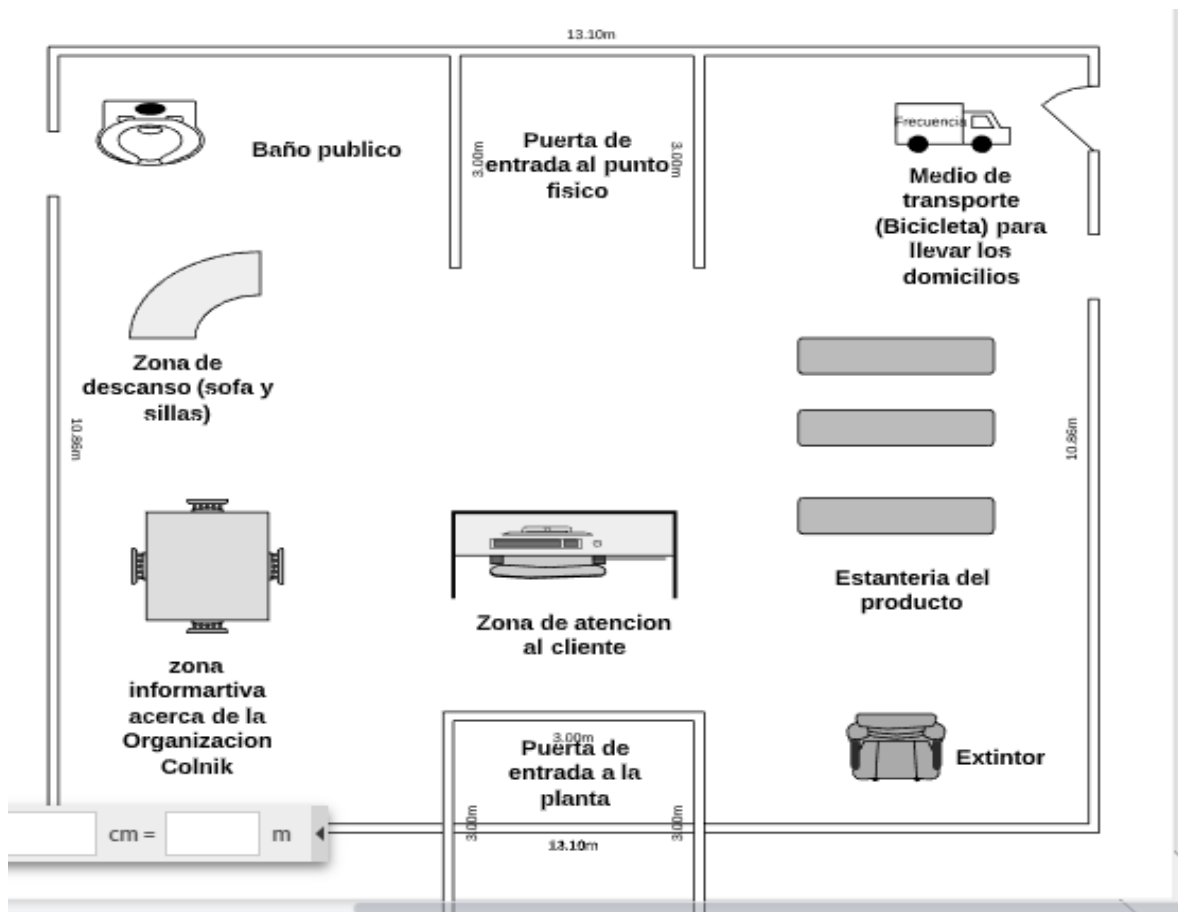 13.10m
Baño publico
3.00m
Puerta de
entrada al punto
fisico
3.00m
Frecuencia
Medio de
transporte
(Bicicleta) para
llevar los
domicilios
Zona de
descanso (sofa y
sillas)
10.86m
10.86m
Estanteria del
producto
Zona de atencion
al cliente
zona
informartiva
acerca de la
Organizacion
Colnik
3.00m
Puerta de
entrada a la
planta
3.00m
3.00m
Extintor
13.10m
cm =
m